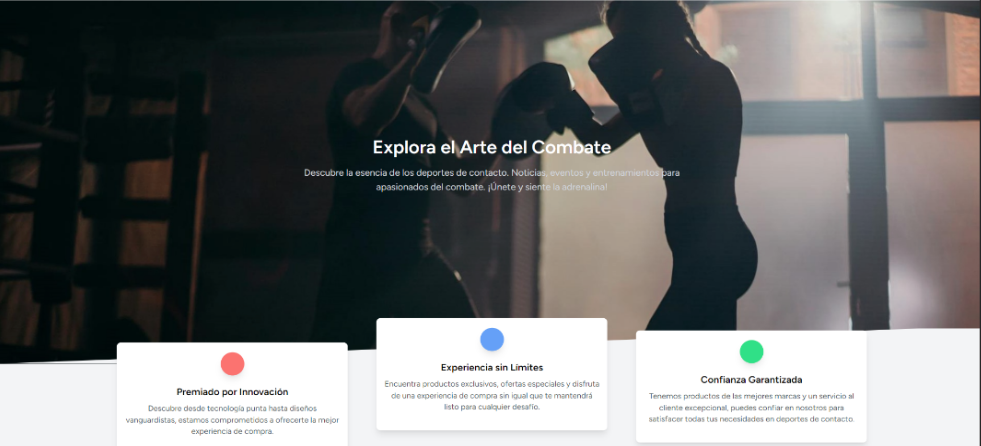 Explora el Arte del Combate
Descubre la esencia de los deportes de contacto. Noticias, eventos y entrenamientos para
apasionados del combate. ¡Únete y siente la adrenalina!
Premiado por Innovación
Descubre desde tecnología punta hasta diseños
vanguardistas, estamos comprometidos a ofrecerte la mejor
experiencia de compra.
Experiencia sin Límites
Encuentra productos exclusivos, ofertas especiales y disfruta
de una experiencia de compra sin igual que te mantendrá
listo para cualquier desafío.
Confianza Garantizada
Tenemos productos de las mejores marcas y un servicio al
cliente excepcional, puedes confiar en nosotros para
satisfacer todas tus necesidades en deportes de contacto.